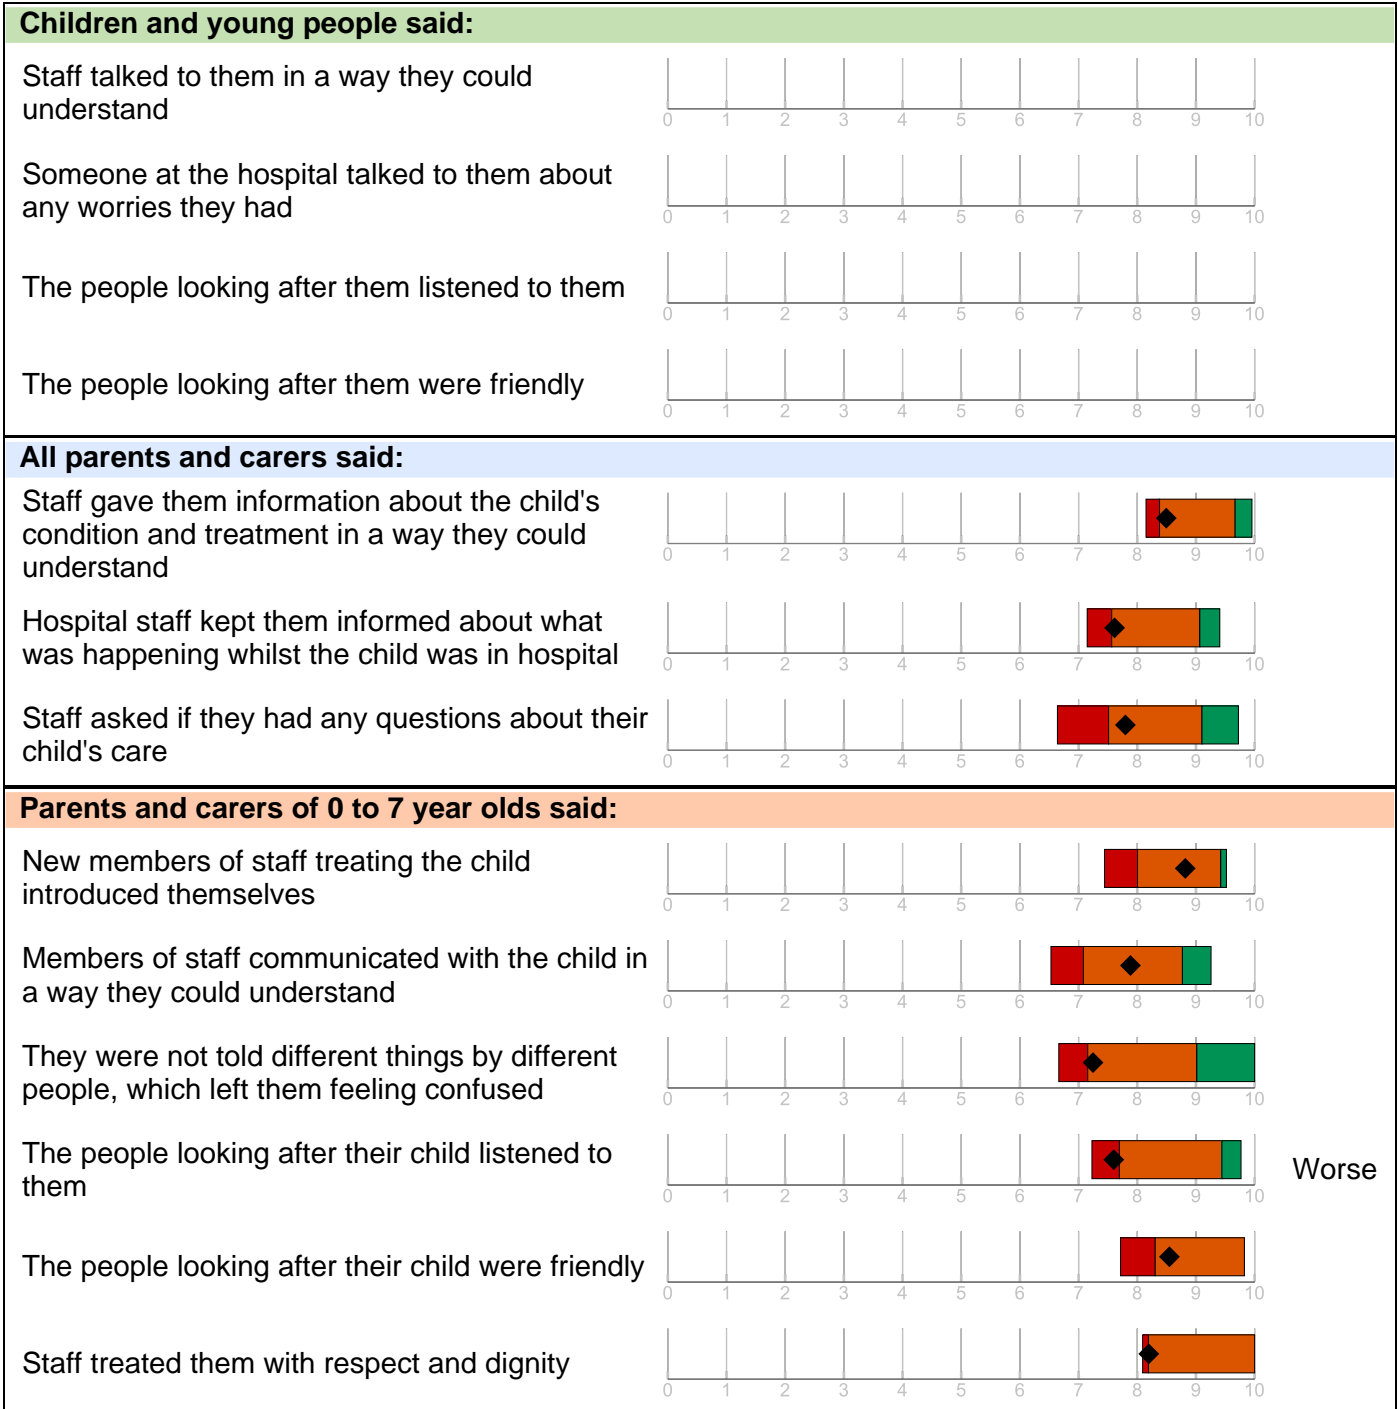 Children and young people said:
Staff talked to them in a way they could
understand
0 1 2 3 4 5 6 7 8 9 10
Someone at the hospital talked to them about
any worries they had
0 1 2 3 4 5 6 7 8 9 10
The people looking after them listened to them
0 1 2 3 4 5 6 7 8 9 10
The people looking after them were friendly
0 1 2 3 4 5 6 7 8 9 10
All parents and carers said:
Staff gave them information about the child's
condition and treatment in a way they could
understand
0 1 2 3 4 5 6 7 8 9 10
Hospital staff kept them informed about what
was happening whilst the child was in hospital
0 1 2 3 4 5 6 7 8 9 10
Staff asked if they had any questions about their
child's care
0 1 2 3 4 5 6 7 8 9 10
Parents and carers of 0 to 7 year olds said:
New members of staff treating the child
introduced themselves
0 1 2 3 4 5 6 7 8 9 10
Members of staff communicated with the child in
a way they could understand
0 1 2 3 4 5 6 7 8 9 10
They were not told different things by different
people, which left them feeling confused
0 1 2 3 4 5 6 7 8 9 10
The people looking after their child listened to
them
0 1 2 3 4 5 6 7 8 9 10
Worse
The people looking after their child were friendly
0 1 2 3 4 5 6 7 8 9 10
Staff treated them with respect and dignity
0 1 2 3 4 5 6 7 8 9 10